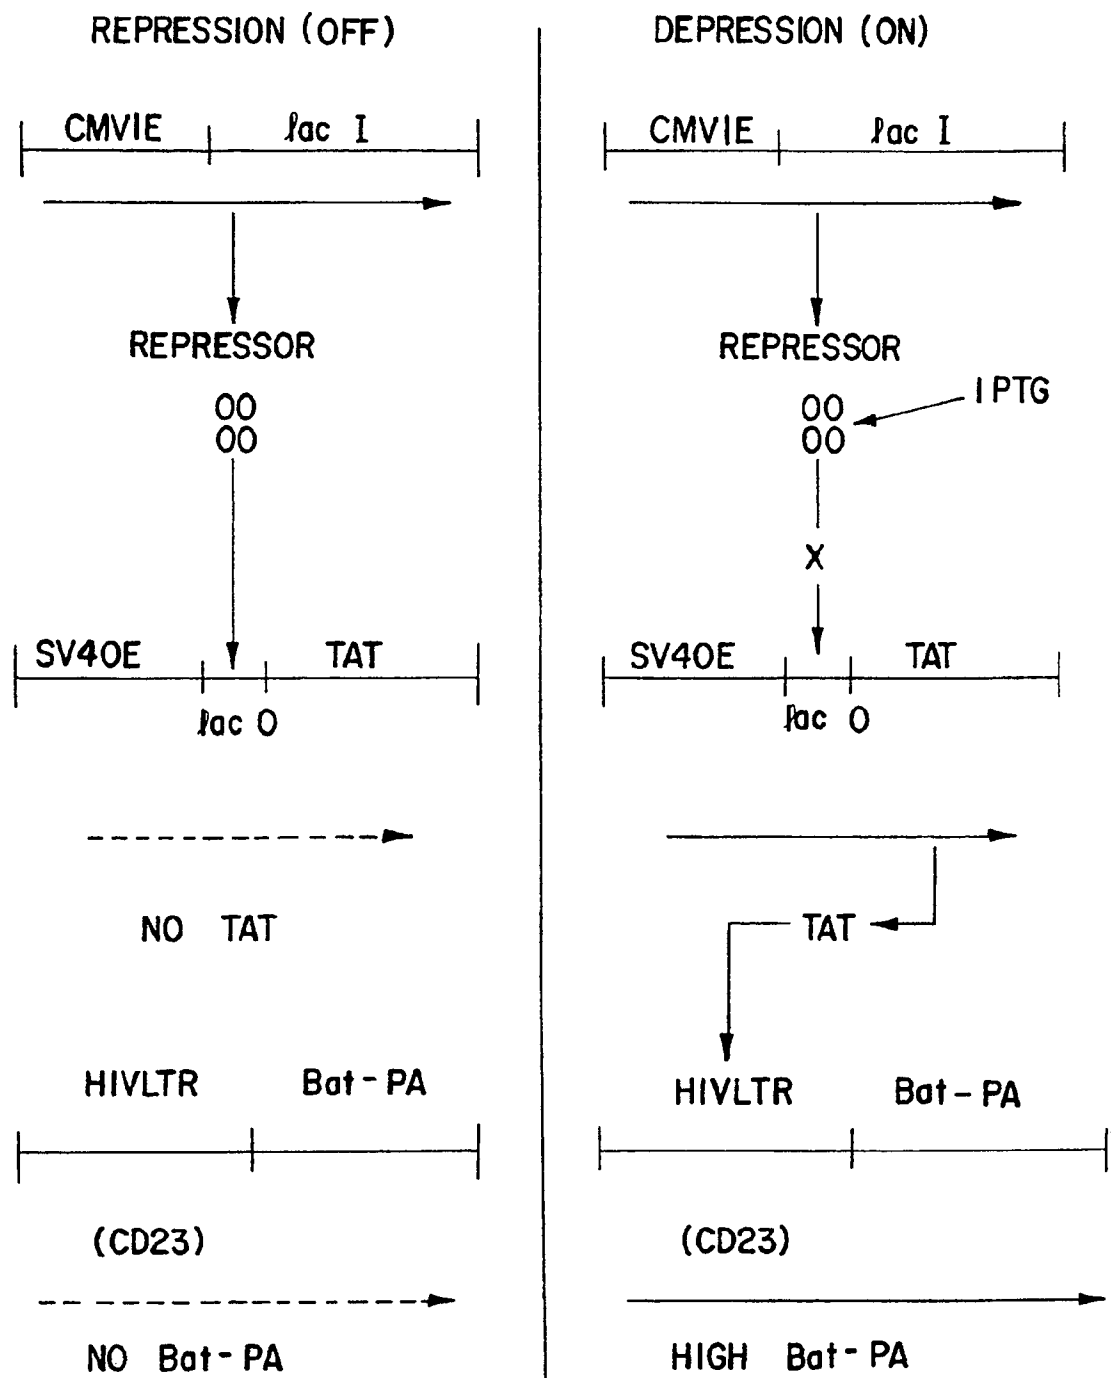 REPRESSION (OFF)
CMVIE lac I
REPRESSOR
OO
OO
SV40E TAT
lac O
NO TAT
HIVLTR Bat-PA
(CD23)
NO Bat-PA
DEPRESSION (ON)
CMVIE lac I
REPRESSOR
OO
OO
IPTG
X
SV40E TAT
lac O
TAT
HIVLTR Bat-PA
(CD23)
HIGH Bat-PA